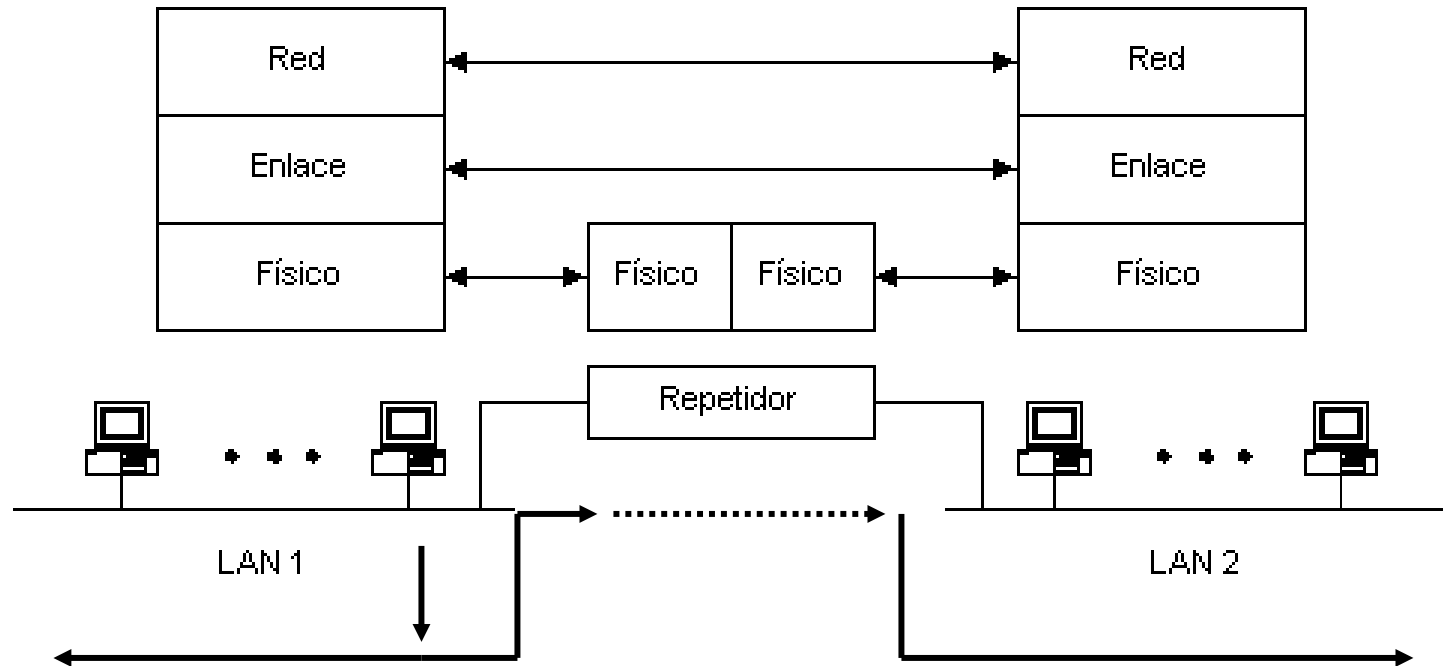 Red
Red
Enlace
Enlace
Físico
Físico
Físico
Físico
Repetidor
LAN 1
LAN 2